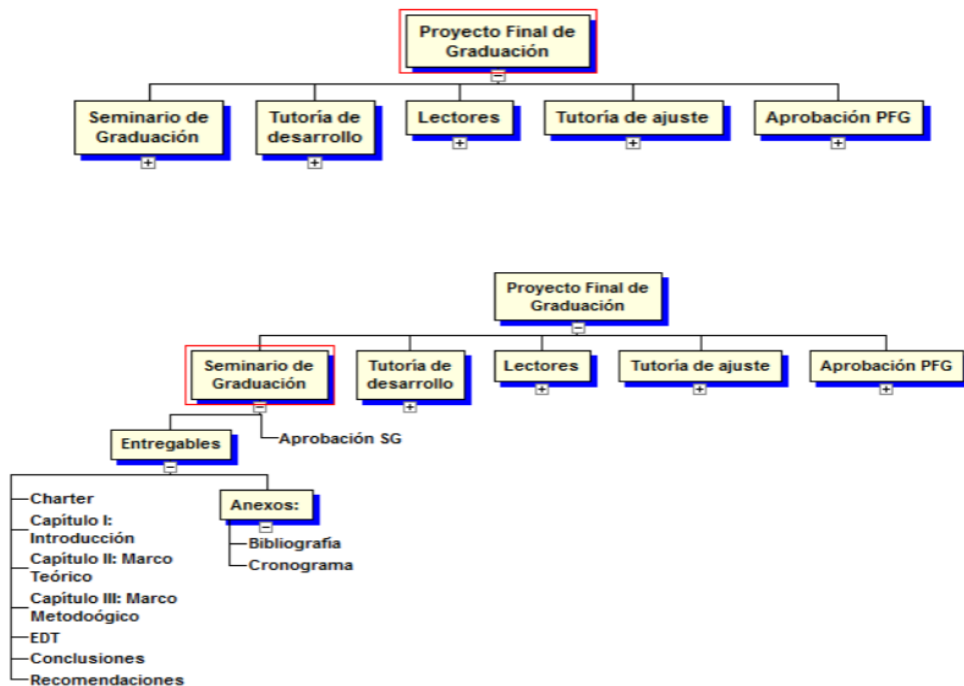 Proyecto Final de
Graduación
Seminario de
Graduación
Tutoría de
desarrollo
Lectores
Tutoría de ajuste
Aprobación PFG
Proyecto Final de
Graduación
Seminario de
Graduación
Tutoría de
desarrollo
Lectores
Tutoría de ajuste
Aprobación PFG
Entregables
Aprobación SG
Charter
Capítulo I:
Introducción
Capítulo II: Marco
Teórico
Capítulo III: Marco
Metodoógico
EDT
Conclusiones
Recomendaciones
Anexos:
Bibliografía
Cronograma